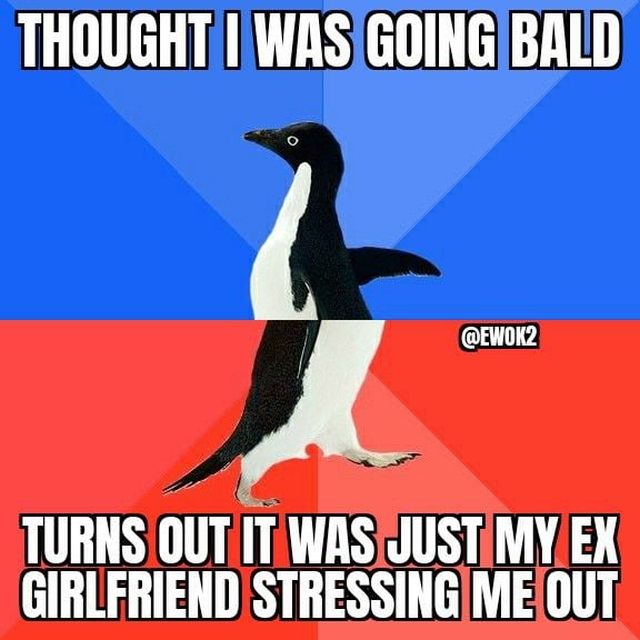 THOUGHT I WAS GOING BALD
@EWOK2
TURNS OUT IT WAS JUST MY EX
GIRLFRIEND STRESSING ME OUT